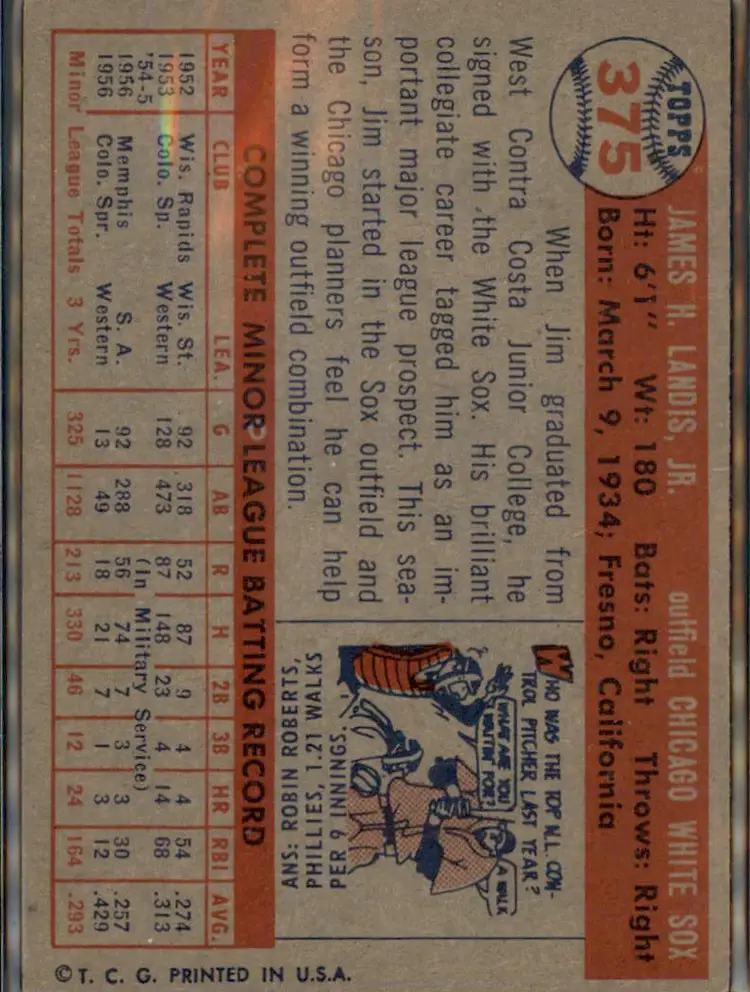 TOPPS
375
JAMES H. LANDIS, JR. outfield CHICAGO WHITE SOX
Ht: 6'1" Wt: 180 Bats: Right Throws: Right
Born: March 9, 1934; Fresno, California
When Jim graduated from
West Contra Costa Junior College, he
signed with the White Sox. His brilliant
collegiate career tagged him as an im-
portant major league prospect. This sea-
son, Jim started in the Sox outfield and
the Chicago planners feel he can help
form a winning outfield combination.
WHO WAS THE TOP N.L. CON-
TROL PITCHER LAST YEAR?
WHAT ARE YOU
WAITIN' FOR?
A WALK
ANS: ROBIN ROBERTS,
PHILLIES, 1.21 WALKS
PER 9 INNINGS.
COMPLETE MINOR LEAGUE BATTING RECORD
YEAR CLUB LEA. G AB R H 2B 3B HR RBI AVG.
1952 Wis. Rapids Wis. St. 92 318 52 87 9 4 4 54 .274
1953 Colo. Sp. Western 128 473 87 148 23 4 14 68 .313
'54-5 (In Military Service)
1956 Memphis S. A. 92 288 56 74 7 3 3 30 .257
1956 Colo. Spr. Western 13 49 18 21 7 1 3 12 .429
Minor League Totals 3 Yrs. 325 1128 213 330 46 12 24 164 .293
© T. C. G. PRINTED IN U.S.A.